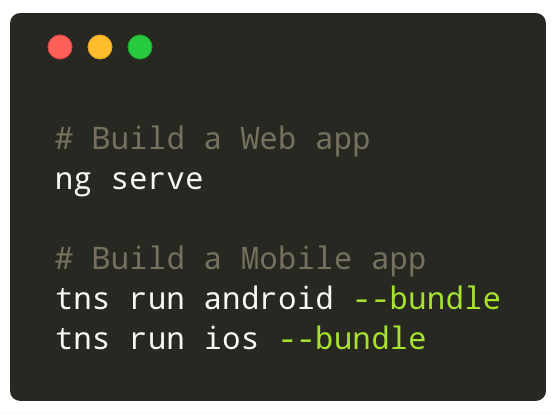 # Build a Web app
ng serve
# Build a Mobile app
tns run android --bundle
tns run ios --bundle